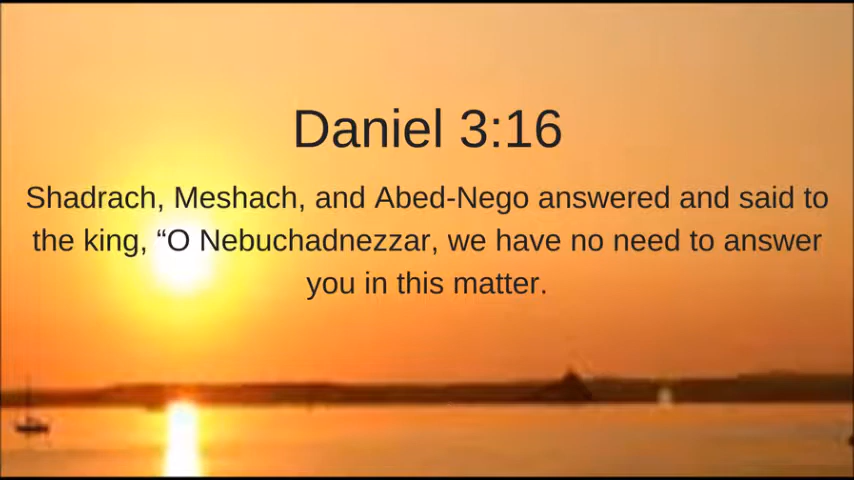 Daniel 3:16
Shadrach, Meshach, and Abed-Nego answered and said to
the king, “O Nebuchadnezzar, we have no need to answer
you in this matter.